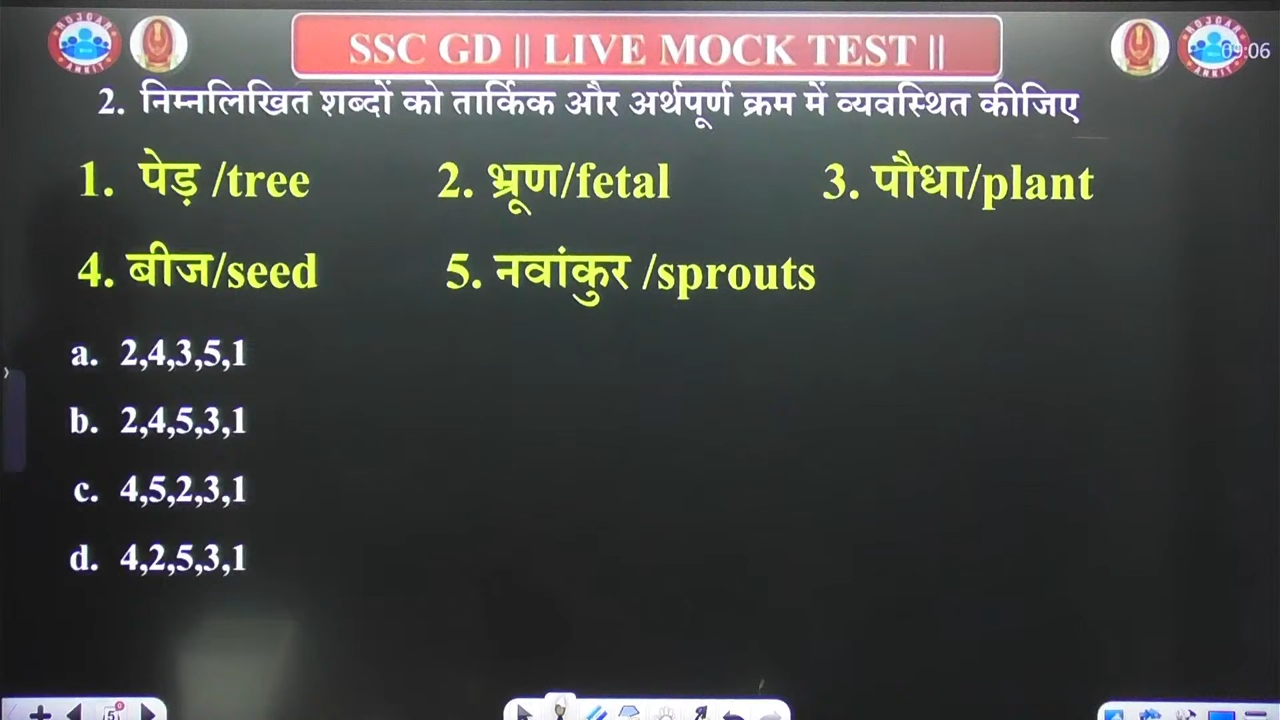 SSC GD || LIVE MOCK TEST ||
09:06
2. निम्नलिखित शब्दों को तार्किक और अर्थपूर्ण क्रम में व्यवस्थित कीजिए
1. पेड़ /tree 2. भ्रूण/fetal 3. पौधा/plant
4. बीज/seed 5. नवांकुर /sprouts
a. 2,4,3,5,1
b. 2,4,5,3,1
c. 4,5,2,3,1
d. 4,2,5,3,1